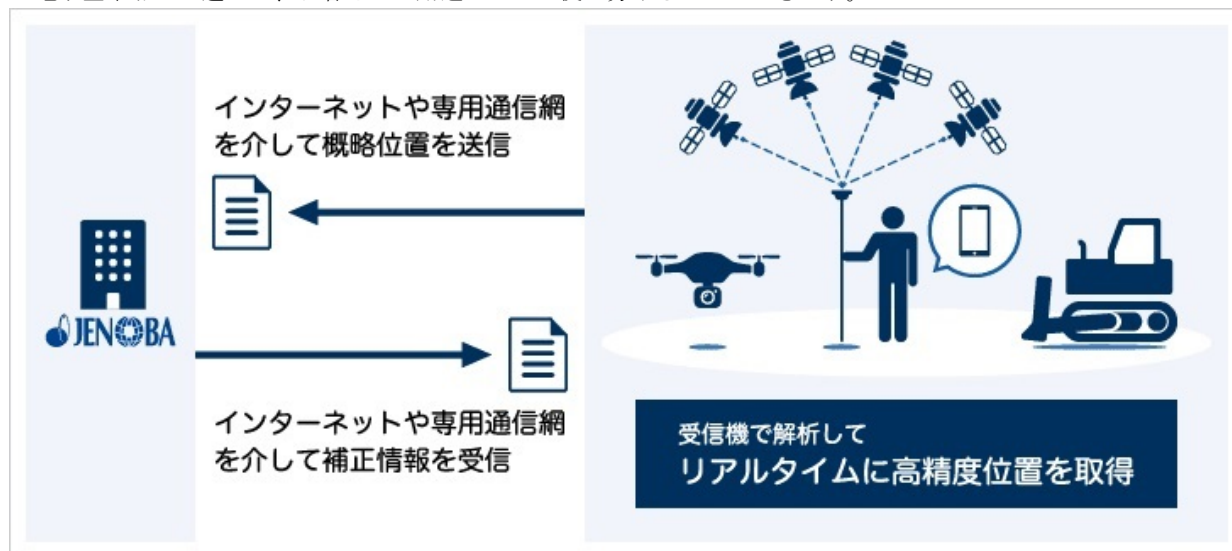 インターネットや専用通信網
を介して概略位置を送信
JENOBA
インターネットや専用通信網
を介して補正情報を受信
受信機で解析して
リアルタイムに高精度位置を取得